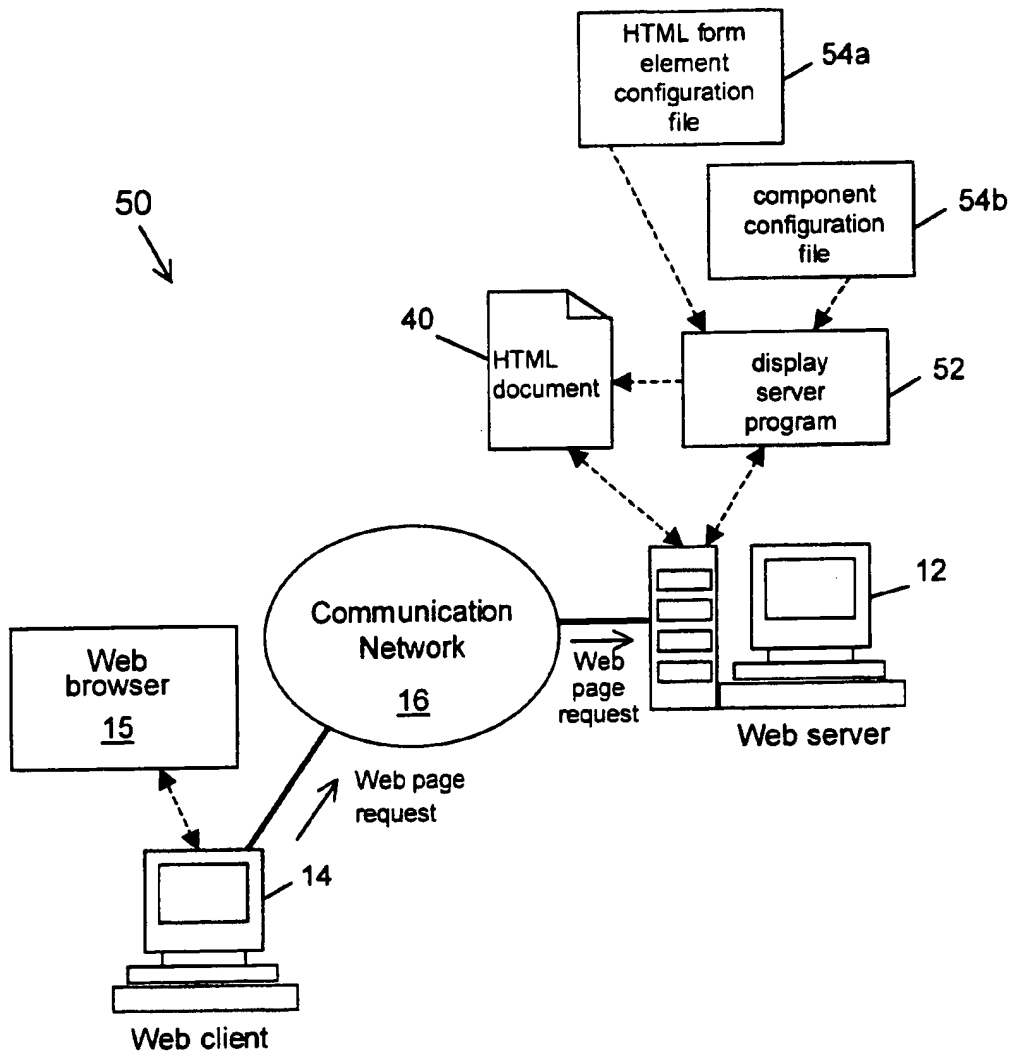 HTML form
element
configuration
file
54a
component
configuration
file
54b
50
40
HTML
document
display
server
program
52
12
Communication
Network
16
Web
page
request
Web server
Web
browser
15
Web page
request
14
Web client